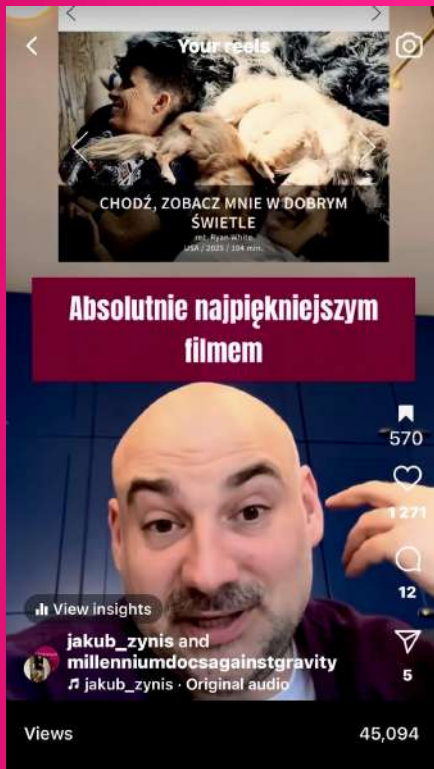 Your reels
CHODŹ, ZOBACZ MNIE W DOBRYM
ŚWIETLE
reż. Ryan White
USA / 2025 / 104 min.
Absolutnie najpiękniejszym
filmem
570
1 271
12
View insights
jakub_zynis and
millenniumdocsagainstgravity
jakub_zynis · Original audio
5
Views 45,094